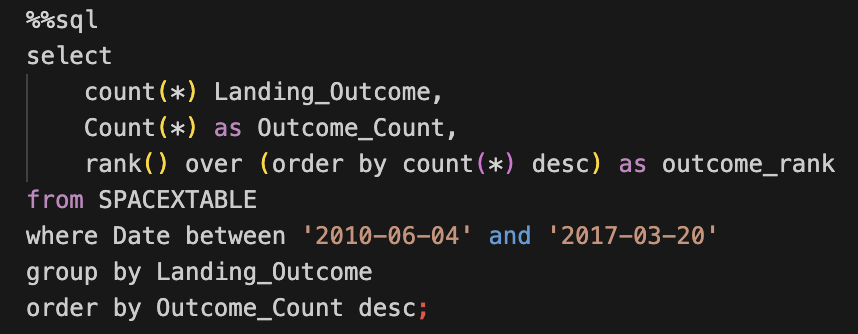 %%sql
select
count(*) Landing_Outcome,
Count(*) as Outcome_Count,
rank() over (order by count(*) desc) as outcome_rank
from SPACEXTABLE
where Date between '2010-06-04' and '2017-03-20'
group by Landing_Outcome
order by Outcome_Count desc;